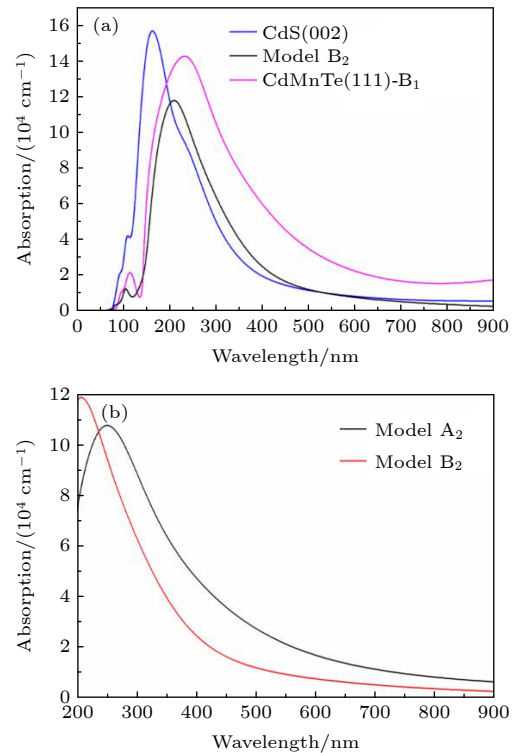 (a)
CdS(002)
Model B₂
CdMnTe(111)-B₁
Absorption/(10⁴ cm⁻¹)
16
14
12
10
8
6
4
2
0
0 100 200 300 400 500 600 700 800 900
Wavelength/nm
(b)
Model A₂
Model B₂
Absorption/(10⁴ cm⁻¹)
12
10
8
6
4
2
0
200 300 400 500 600 700 800 900
Wavelength/nm